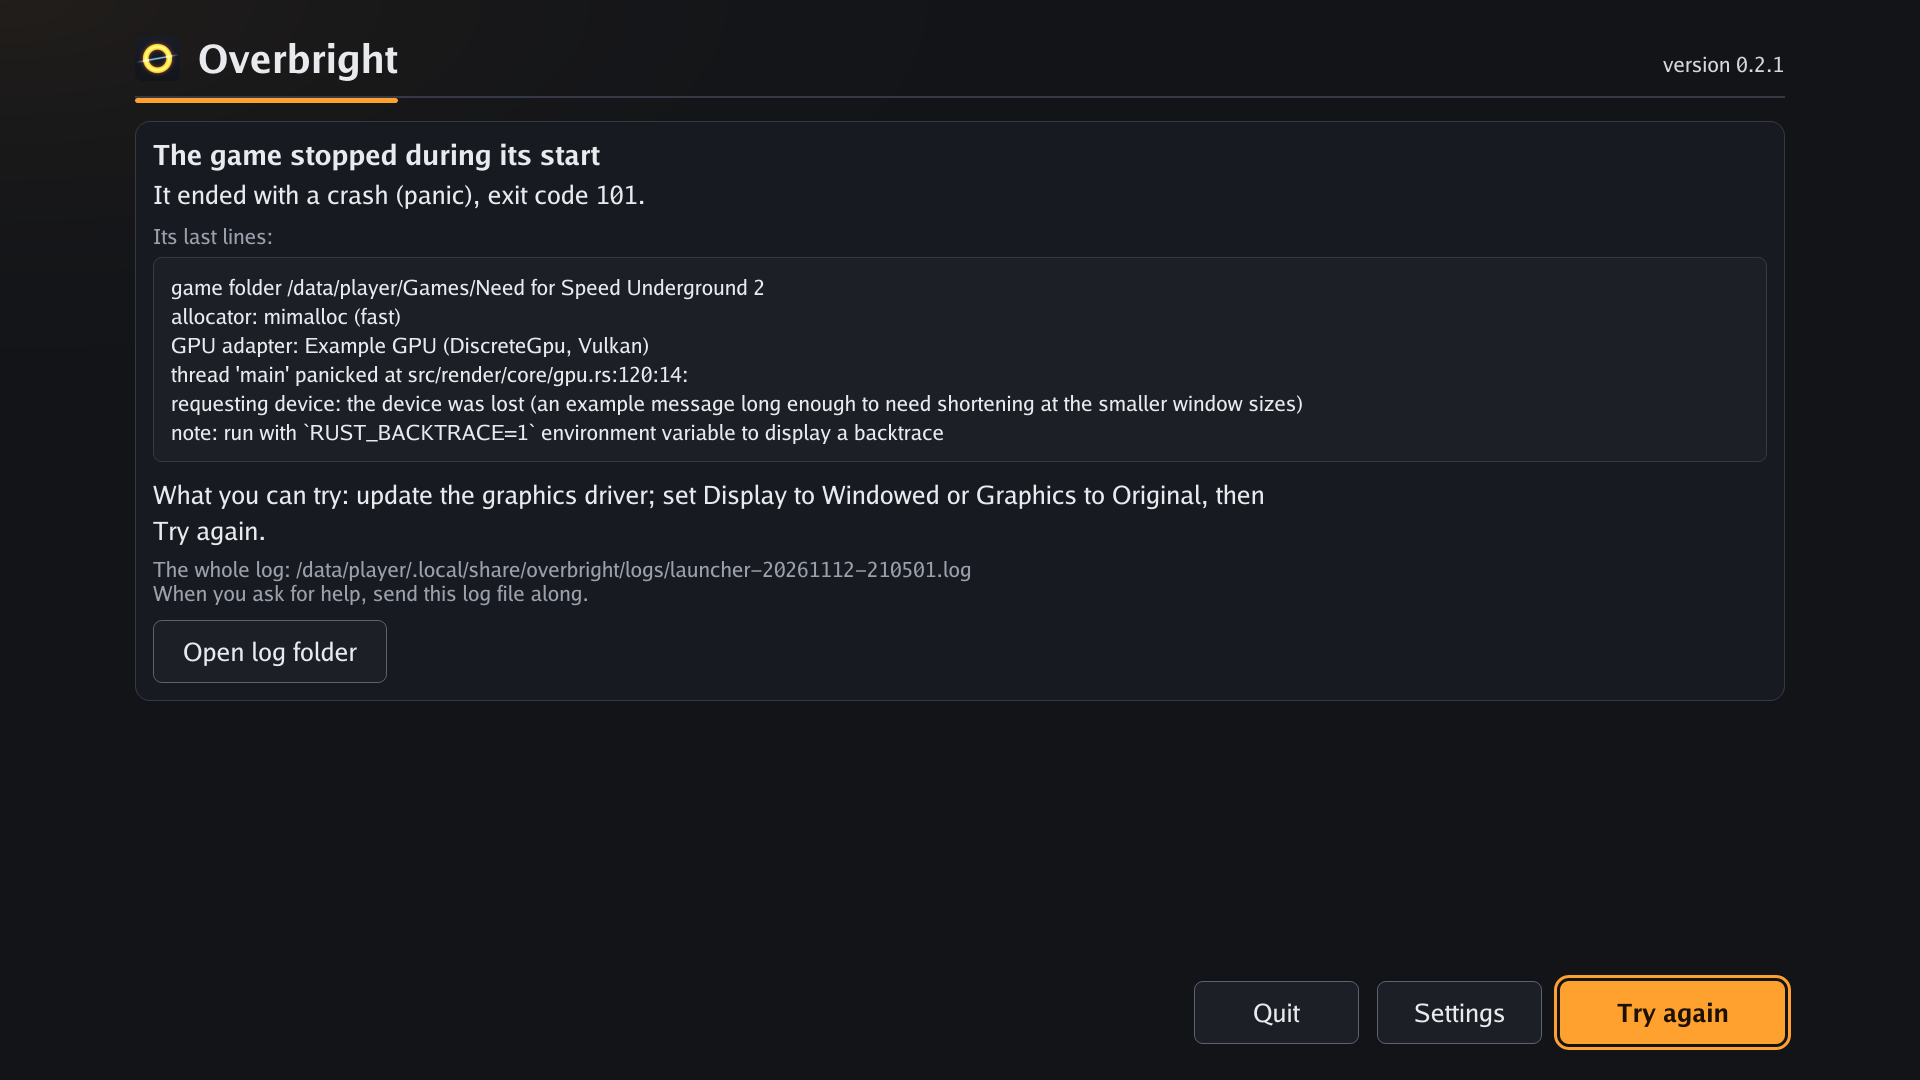 Overbright
version 0.2.1
The game stopped during its start
It ended with a crash (panic), exit code 101.
Its last lines:
game folder /data/player/Games/Need for Speed Underground 2
allocator: mimalloc (fast)
GPU adapter: Example GPU (DiscreteGpu, Vulkan)
thread 'main' panicked at src/render/core/gpu.rs:120:14:
requesting device: the device was lost (an example message long enough to need shortening at the smaller window sizes)
note: run with `RUST_BACKTRACE=1` environment variable to display a backtrace
What you can try: update the graphics driver; set Display to Windowed or Graphics to Original, then
Try again.
The whole log: /data/player/.local/share/overbright/logs/launcher-20261112-210501.log
When you ask for help, send this log file along.
Open log folder
Quit
Settings
Try again